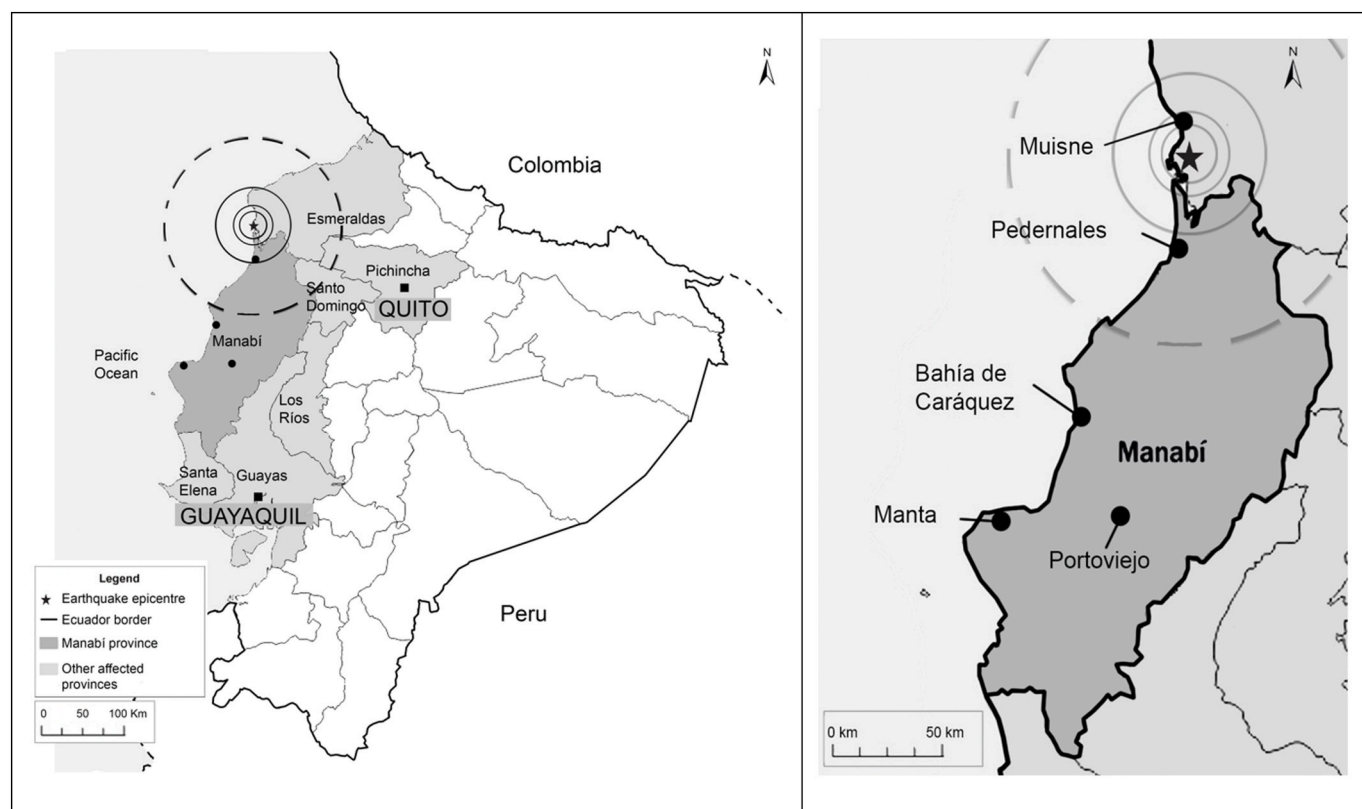 N
Colombia
Esmeraldas
Pichincha
QUITO
Santo
Domingo
Manabí
Pacific
Ocean
Los
Ríos
Santa
Elena
Guayas
GUAYAQUIL
Peru
Legend
Earthquake epicentre
Ecuador border
Manabí province
Other affected
provinces
0 50 100 Km
N
Muisne
Pedernales
Bahía de
Caráquez
Manabí
Manta
Portoviejo
0 km 50 km